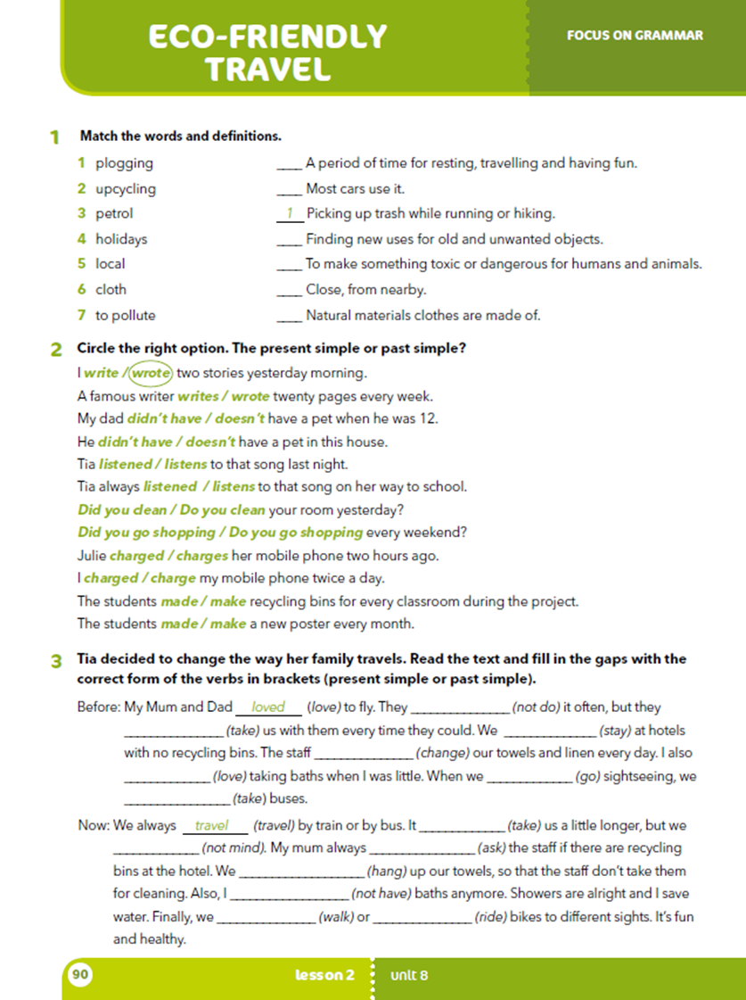 ECO-FRIENDLY
TRAVEL
FOCUS ON GRAMMAR
1 Match the words and definitions.
1 plogging ____ A period of time for resting, travelling and having fun.
2 upcycling ____ Most cars use it.
3 petrol __1__ Picking up trash while running or hiking.
4 holidays ____ Finding new uses for old and unwanted objects.
5 local ____ To make something toxic or dangerous for humans and animals.
6 cloth ____ Close, from nearby.
7 to pollute ____ Natural materials clothes are made of.
2 Circle the right option. The present simple or past simple?
I write / wrote two stories yesterday morning.
A famous writer writes / wrote twenty pages every week.
My dad didn't have / doesn't have a pet when he was 12.
He didn't have / doesn't have a pet in this house.
Tia listened / listens to that song last night.
Tia always listened / listens to that song on her way to school.
Did you clean / Do you clean your room yesterday?
Did you go shopping / Do you go shopping every weekend?
Julie charged / charges her mobile phone two hours ago.
I charged / charge my mobile phone twice a day.
The students made / make recycling bins for every classroom during the project.
The students made / make a new poster every month.
3 Tia decided to change the way her family travels. Read the text and fill in the gaps with the
correct form of the verbs in brackets (present simple or past simple).
Before: My Mum and Dad __loved__ (love) to fly. They ______________ (not do) it often, but they
______________ (take) us with them every time they could. We _____________ (stay) at hotels
with no recycling bins. The staff ______________ (change) our towels and linen every day. I also
____________ (love) taking baths when I was little. When we ____________ (go) sightseeing, we
_______________ (take) buses.
Now: We always __travel__ (travel) by train or by bus. It ____________ (take) us a little longer, but we
____________ (not mind). My mum always _______________ (ask) the staff if there are recycling
bins at the hotel. We __________________ (hang) up our towels, so that the staff don't take them
for cleaning. Also, I _________________ (not have) baths anymore. Showers are alright and I save
water. Finally, we ______________ (walk) or ______________ (ride) bikes to different sights. It's fun
and healthy.
90 lesson 2 unit 8